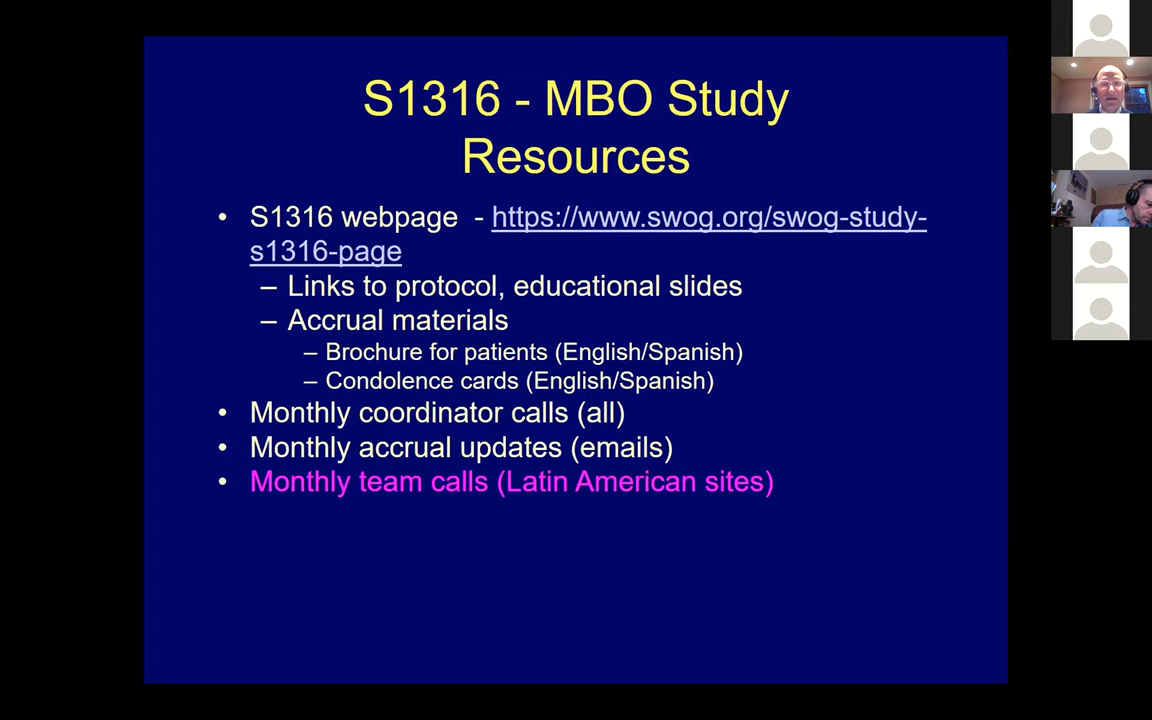 S1316 - MBO Study
Resources
• S1316 webpage - https://www.swog.org/swog-study-
s1316-page
– Links to protocol, educational slides
– Accrual materials
– Brochure for patients (English/Spanish)
– Condolence cards (English/Spanish)
• Monthly coordinator calls (all)
• Monthly accrual updates (emails)
• Monthly team calls (Latin American sites)